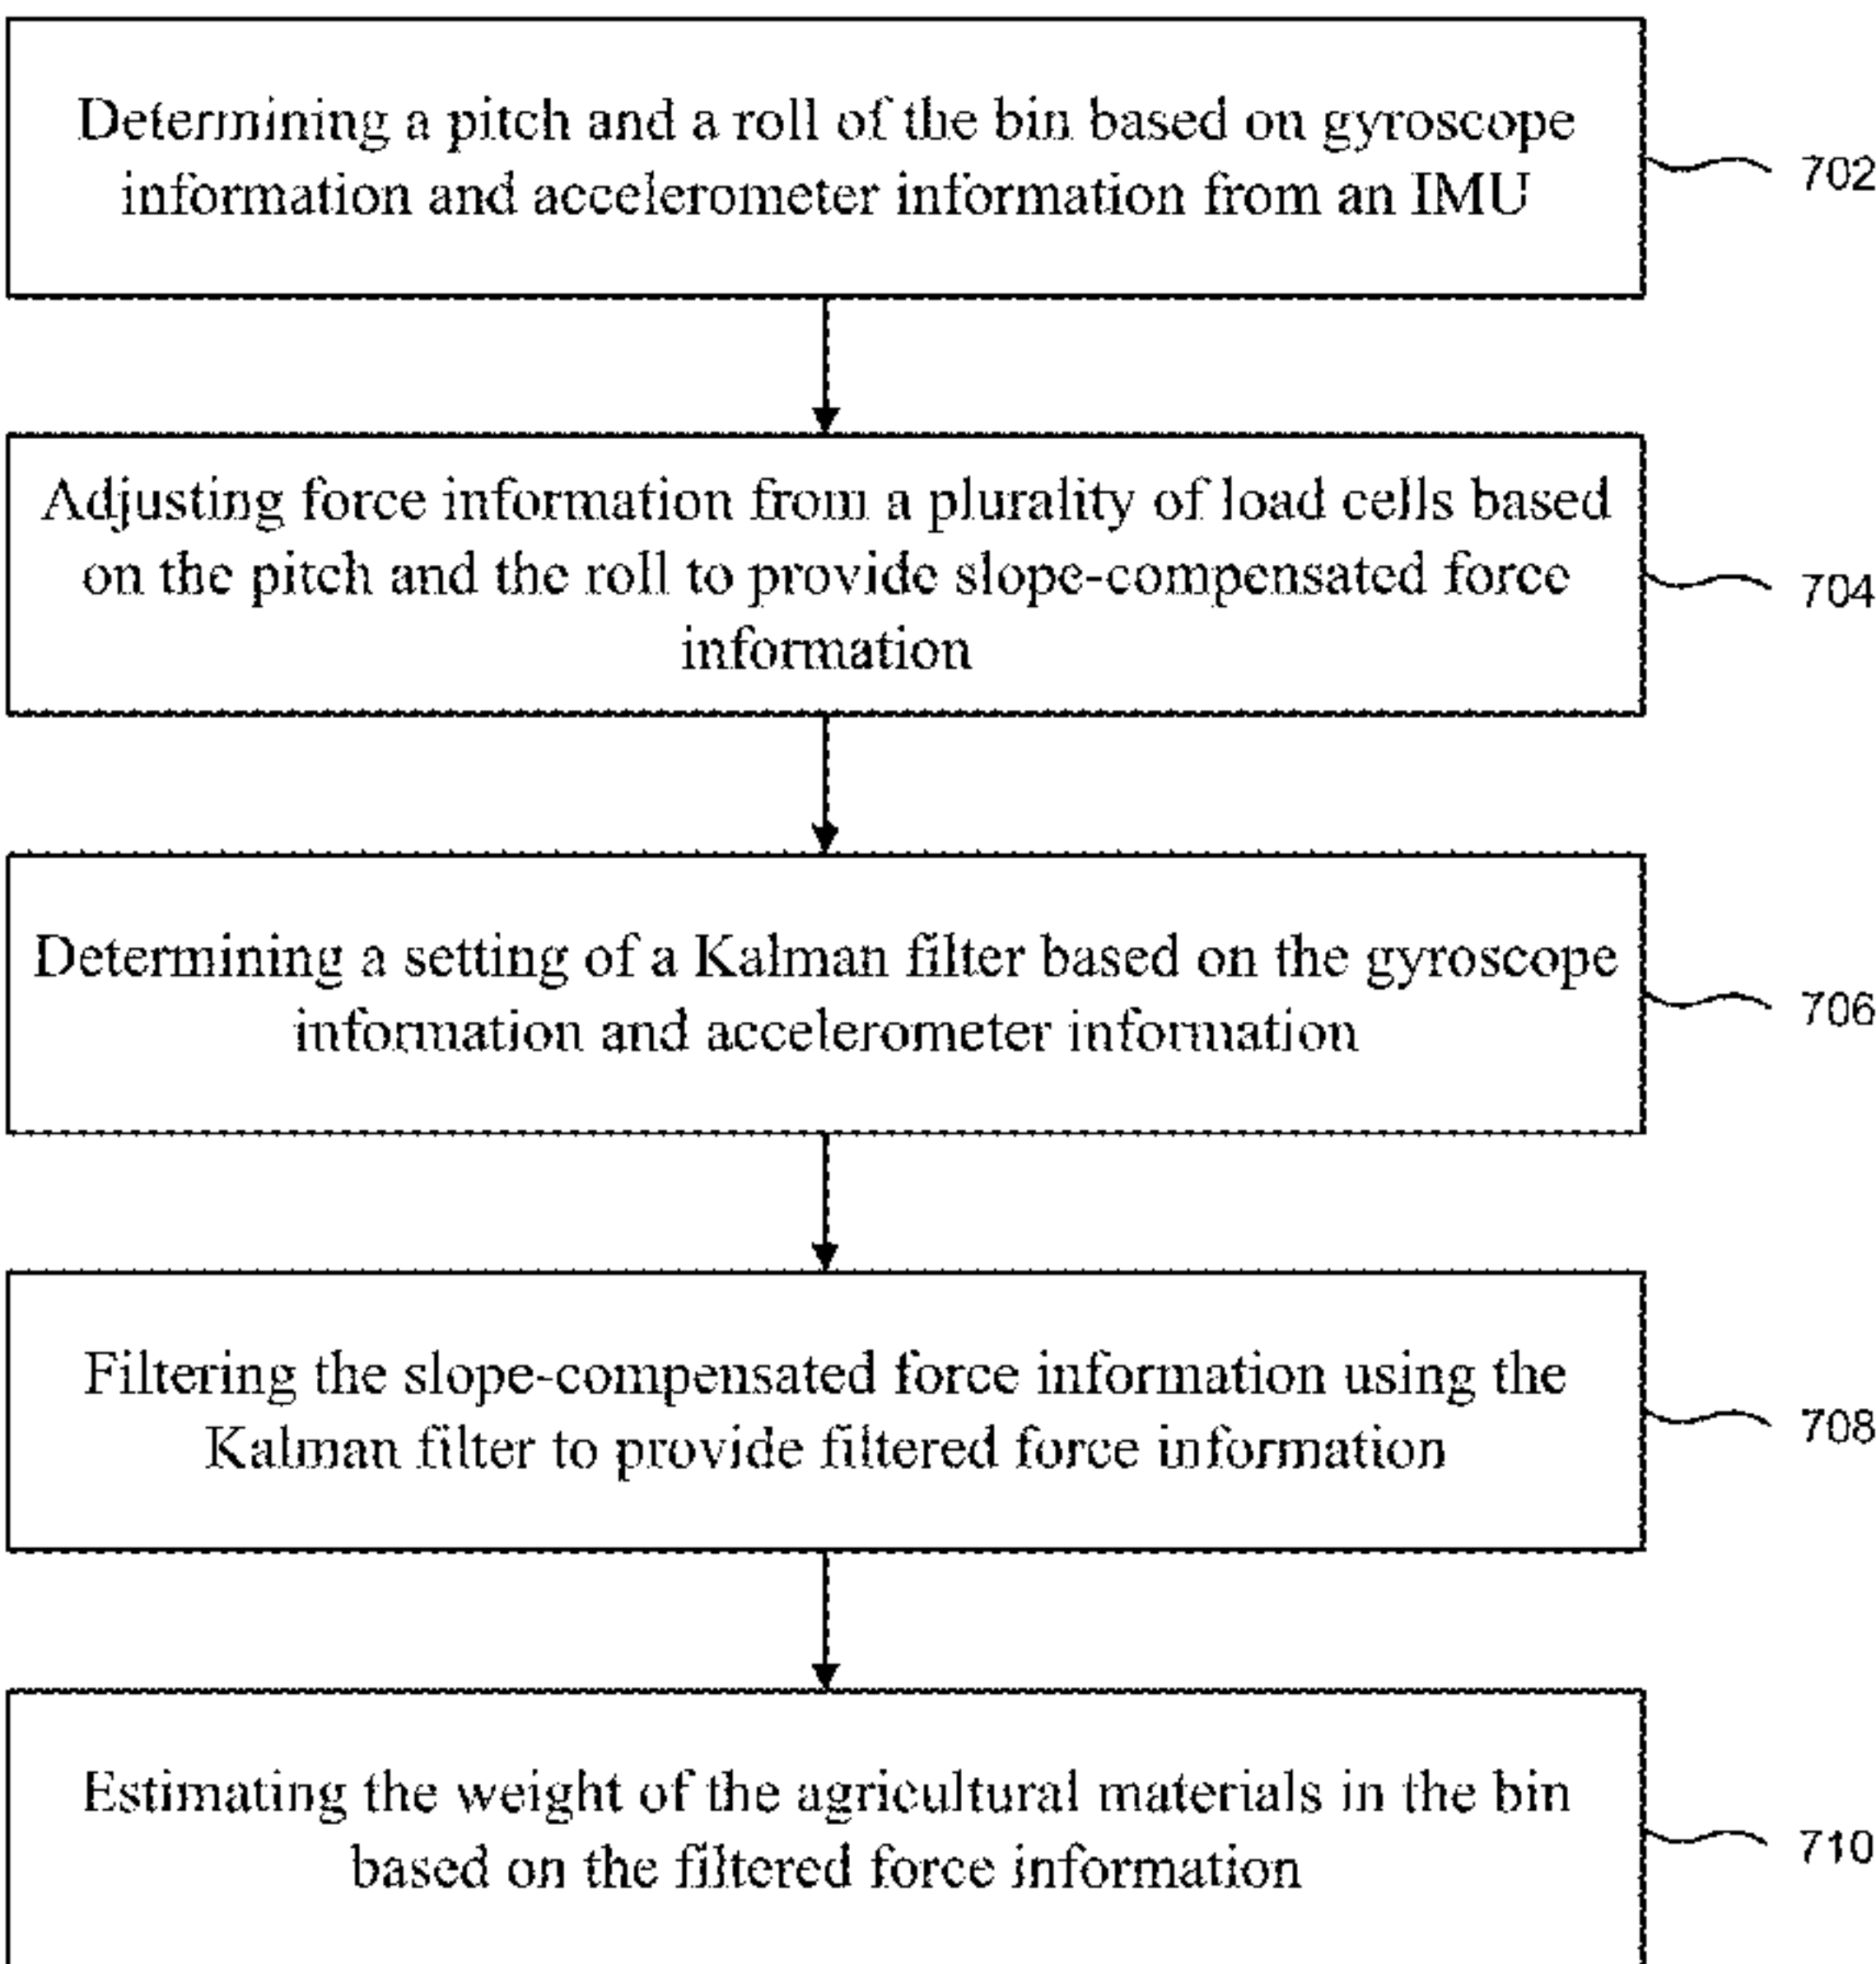 Determining a pitch and a roll of the bin based on gyroscope
information and accelerometer information from an IMU
702
Adjusting force information from a plurality of load cells based
on the pitch and the roll to provide slope-compensated force
information
704
Determining a setting of a Kalman filter based on the gyroscope
information and accelerometer information
706
Filtering the slope-compensated force information using the
Kalman filter to provide filtered force information
708
Estimating the weight of the agricultural materials in the bin
based on the filtered force information
710